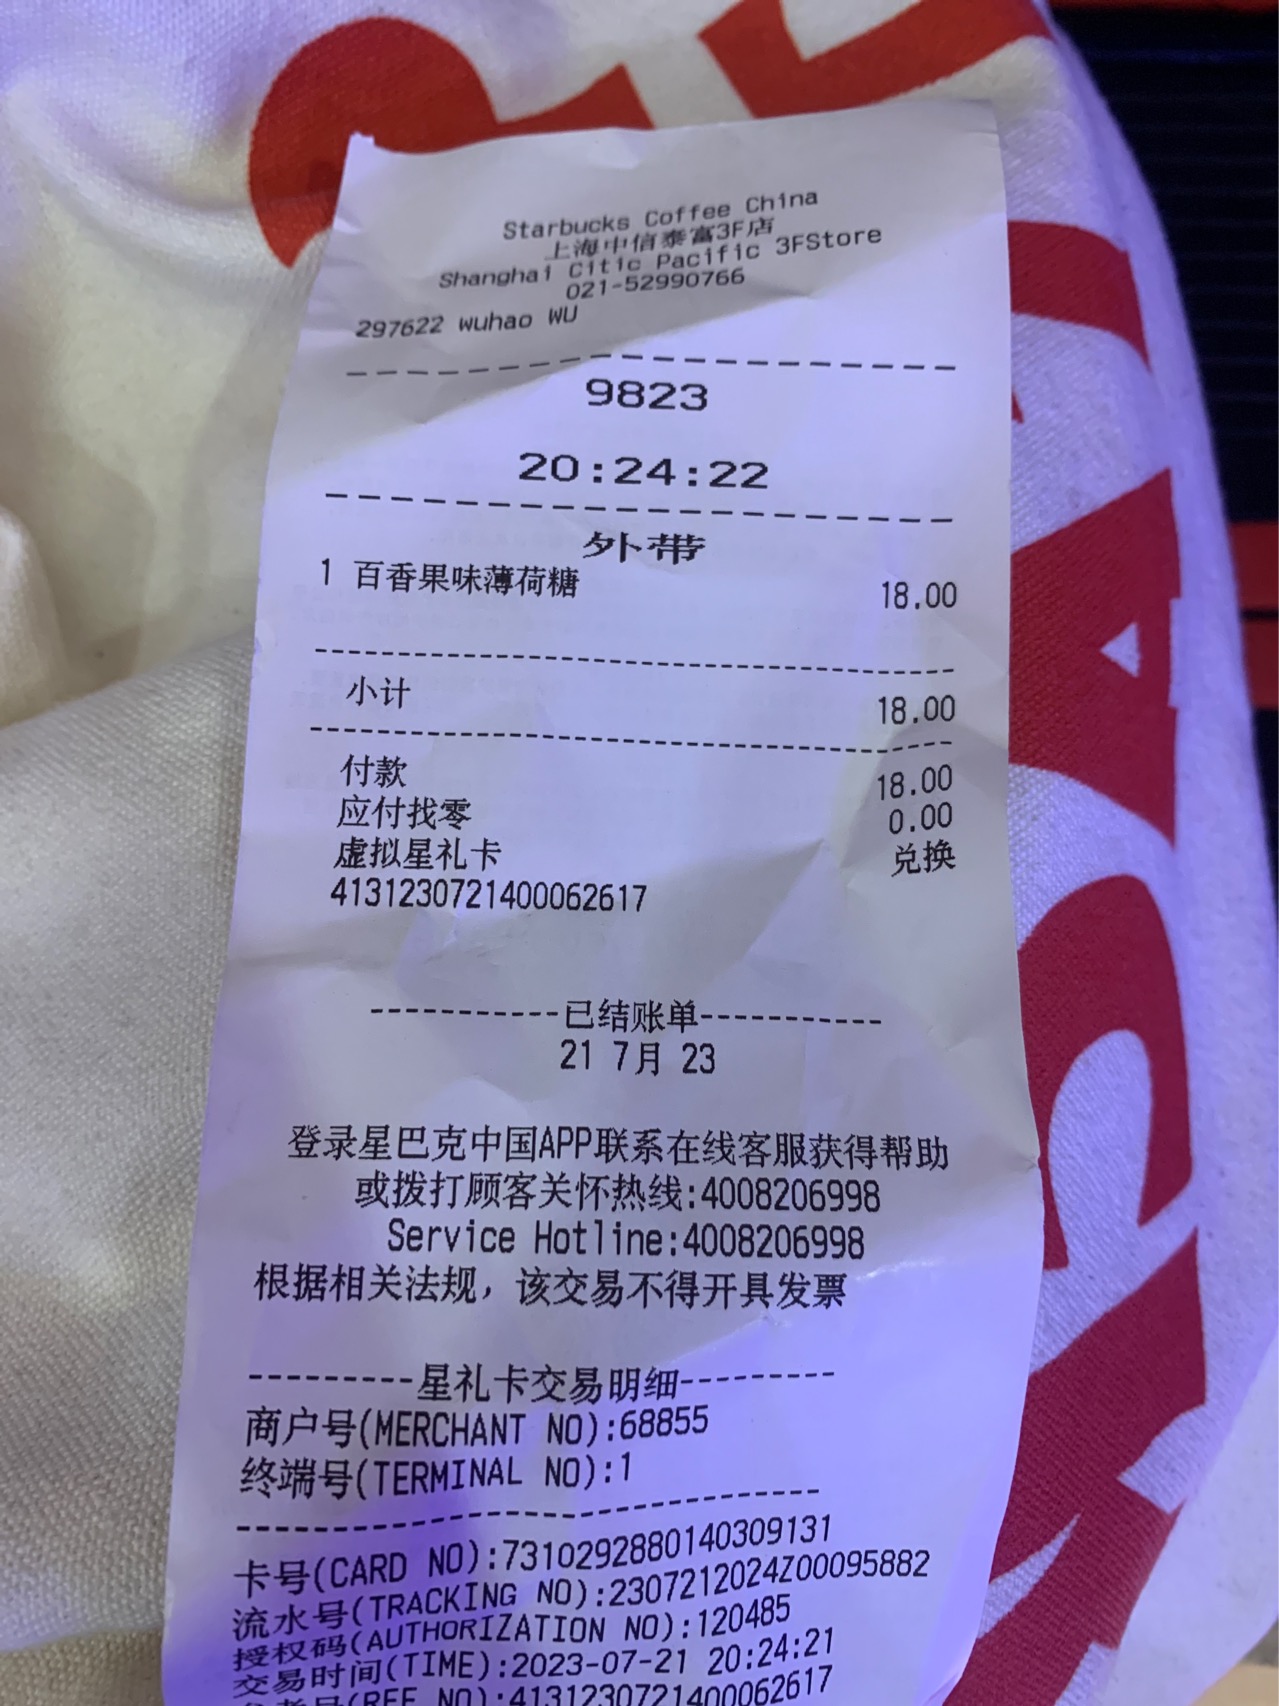 Starbucks Coffee China
上海中信泰富3F店
Shanghai Citic Pacific 3FStore
021-52990766
297622 wuhao WU
9823
20:24:22
外带
1 百香果味薄荷糖 18.00
小计 18.00
付款 18.00
应付找零 0.00
虚拟星礼卡 兑换
4131230721400062617
-----------已结账单-----------
21 7月 23
登录星巴克中国APP联系在线客服获得帮助
或拨打顾客关怀热线:4008206998
Service Hotline:4008206998
根据相关法规，该交易不得开具发票
---------星礼卡交易明细---------
商户号(MERCHANT NO):68855
终端号(TERMINAL NO):1
卡号(CARD NO):7310292880140309131
流水号(TRACKING NO):2307212024Z00095882
授权码(AUTHORIZATION NO):120485
交易时间(TIME):2023-07-21 20:24:21
参考号(REF NO):4131230721400062617